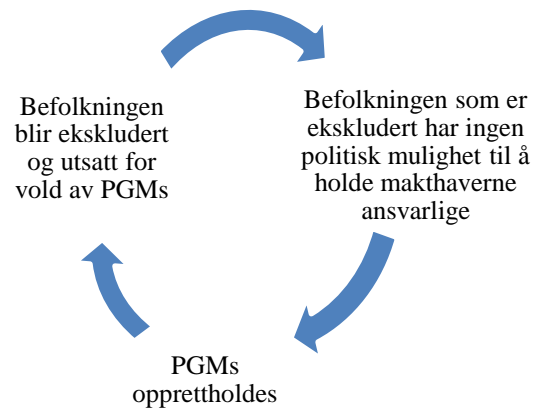 Befolkningen
blir ekskludert
og utsatt for
vold av PGMs
Befolkningen som er
ekskludert har ingen
politisk mulighet til å
holde makthaverne
ansvarlige
PGMs
opprettholdes